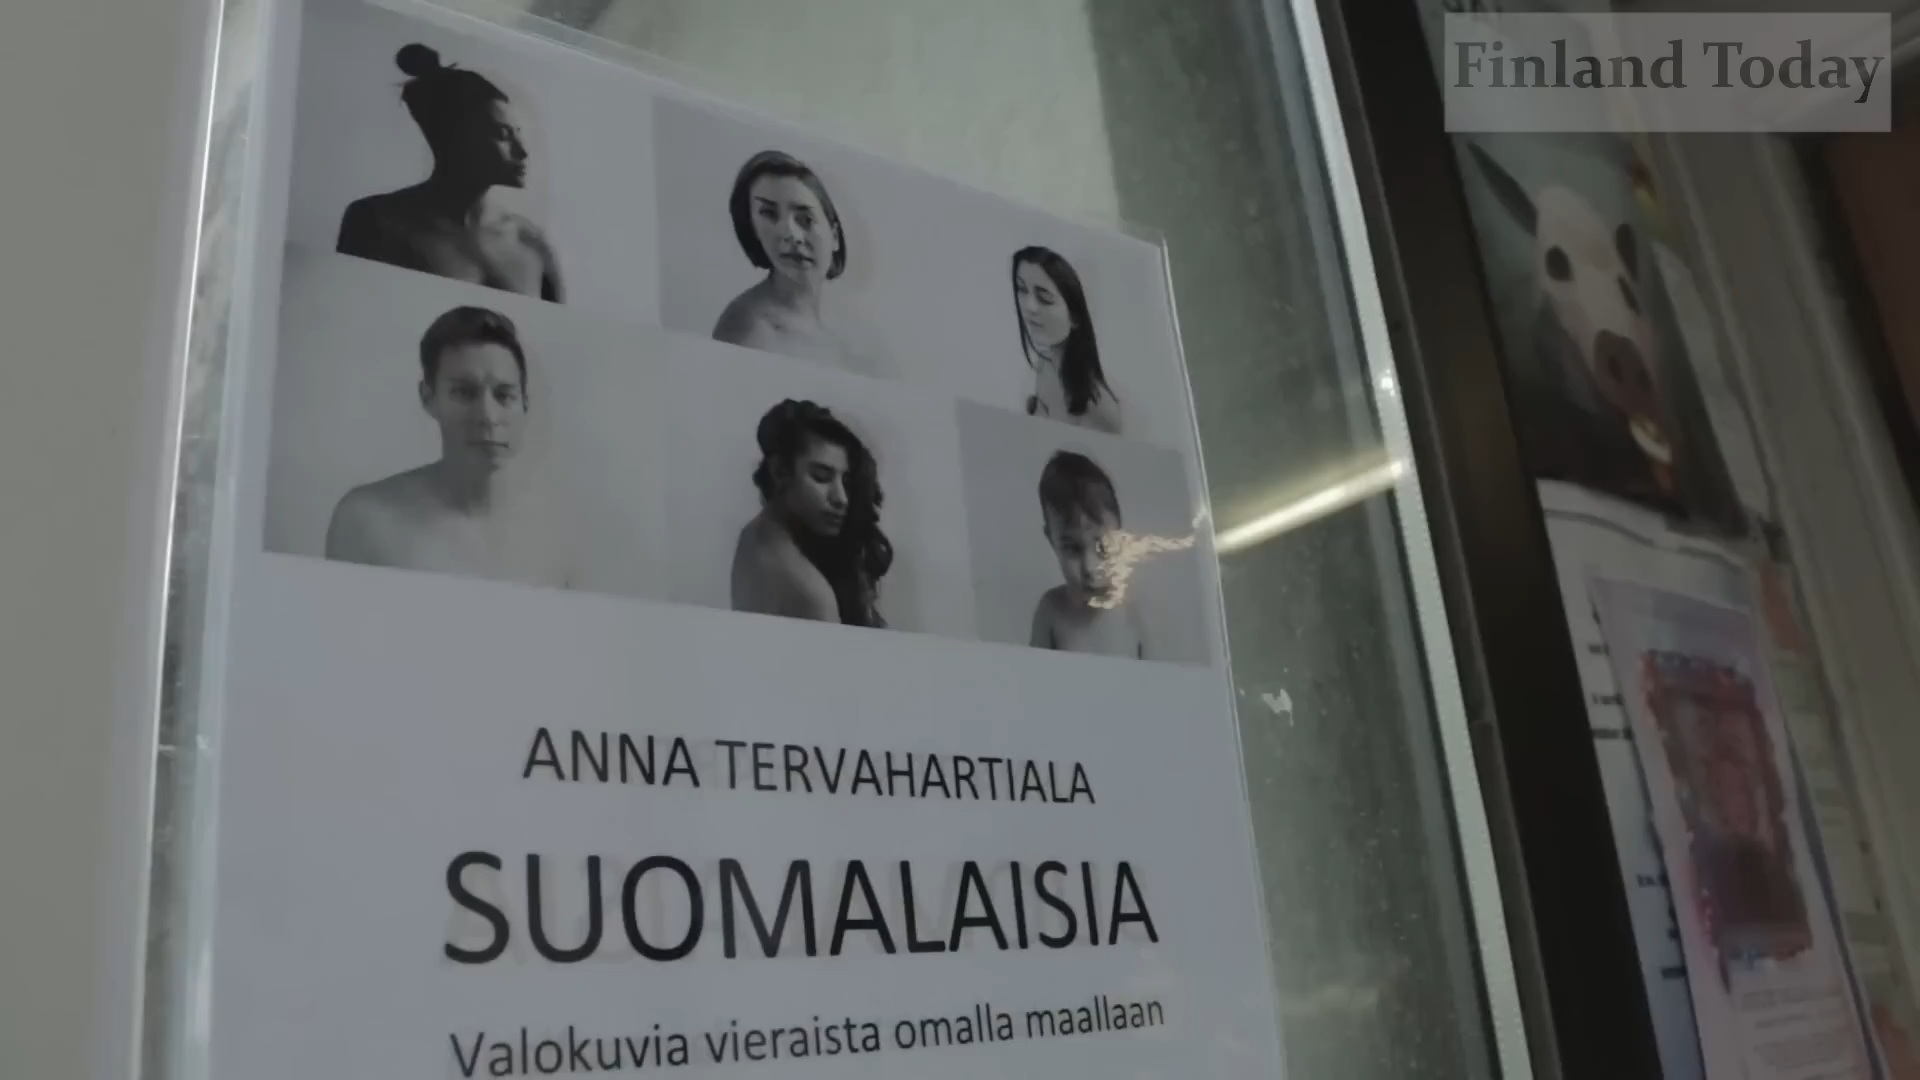 Finland Today
ANNA TERVAHARTIALA
SUOMALAISIA
Valokuvia vieraista omalla maallaan